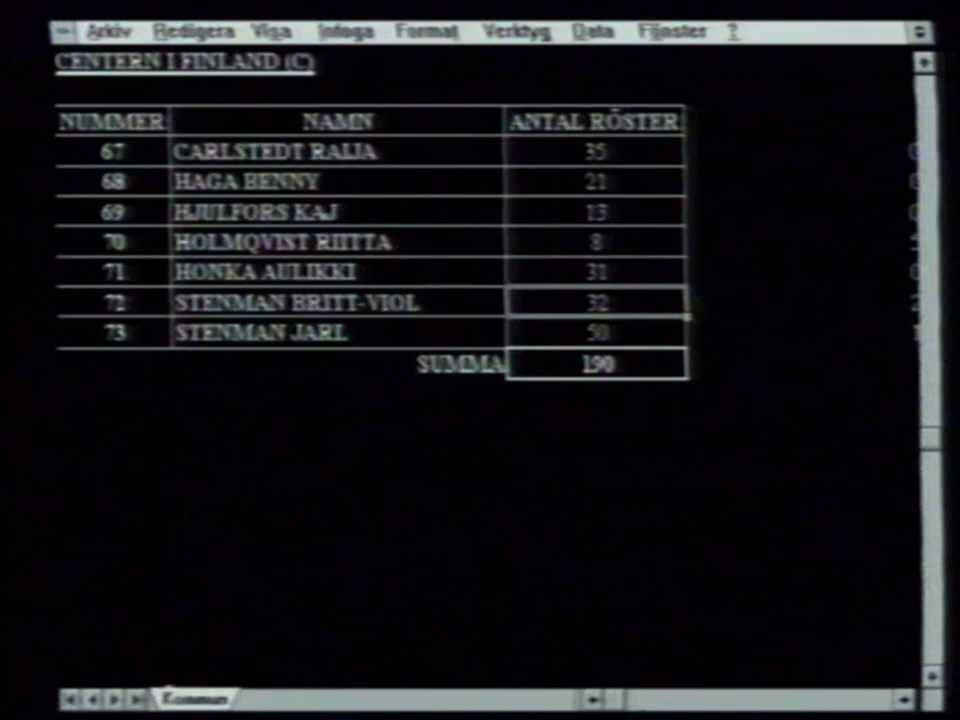 Arkiv Redigera Visa Infoga Format Verktyg Data Fönster ?
CENTERN I FINLAND (C)
NUMMER NAMN ANTAL RÖSTER
67 CARLSTEDT RAIJA 35
68 HAGA BENNY 21
69 HJULFORS KAJ 13
70 HOLMQVIST RIITTA 8
71 HONKA AULIKKI 31
72 STENMAN BRITT-VIOL 32
73 STENMAN JARL 50
SUMMA 190
Kommun